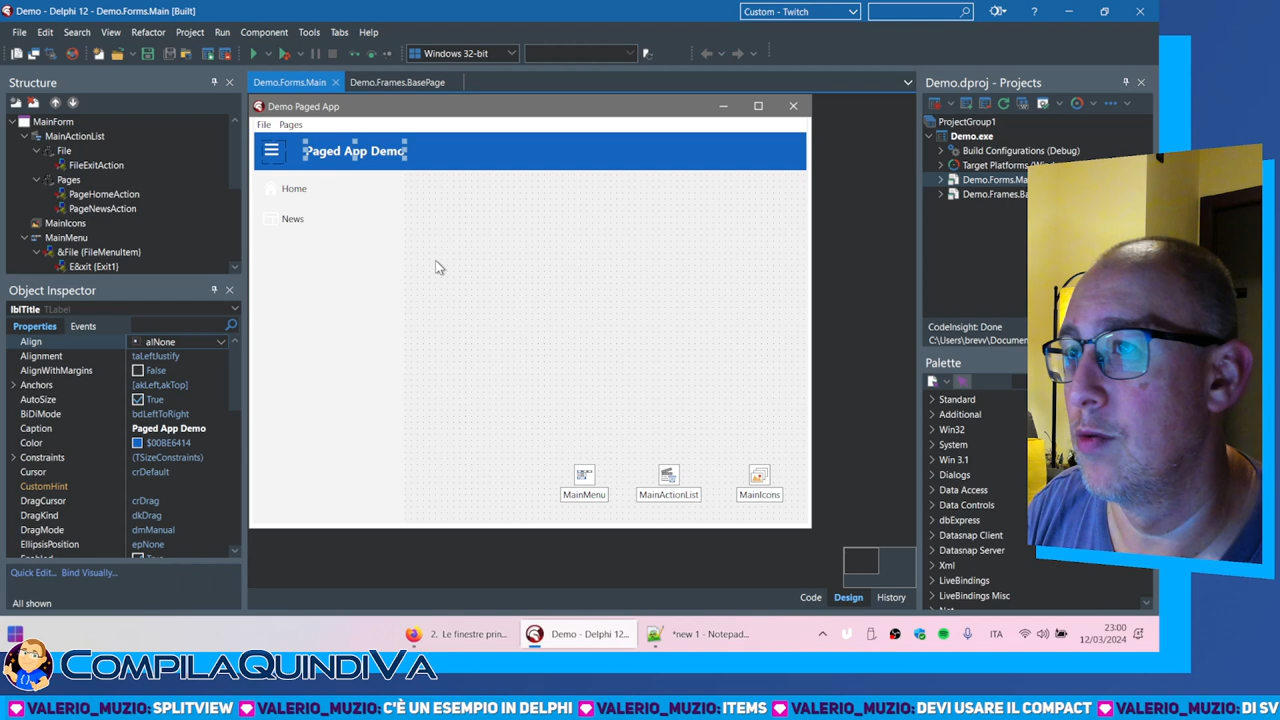 Demo - Delphi 12 - Demo.Forms.Main [Built]
Custom - Twitch
File Edit Search View Refactor Project Run Component Tools Tabs Help
Windows 32-bit
Structure
MainForm
MainActionList
File
FileExitAction
Pages
PageHomeAction
PageNewsAction
MainIcons
MainMenu
&File (FileMenuItem)
E&xit (Exit1)
Object Inspector
lblTitle TLabel
Properties Events
Align alNone
Alignment taLeftJustify
AlignWithMargins False
Anchors [akLeft,akTop]
AutoSize True
BiDiMode bdLeftToRight
Caption Paged App Demo
Color $00BE6414
Constraints (TSizeConstraints)
Cursor crDefault
CustomHint
DragCursor crDrag
DragKind dkDrag
DragMode dmManual
EllipsisPosition epNone
Enabled True
Quick Edit... Bind Visually...
All shown
Demo.Forms.Main Demo.Frames.BasePage
Demo Paged App
File Pages
Paged App Demo
Home
News
MainMenu MainActionList MainIcons
Code Design History
Demo.dproj - Projects
ProjectGroup1
Demo.exe
Build Configurations (Debug)
Target Platforms (Win
Demo.Forms.Ma
Demo.Frames.Ba
CodeInsight: Done
C:\Users\brevv\Docume
Palette
Standard
Additional
Win32
System
Win 3.1
Dialogs
Data Access
Data Controls
dbExpress
Datasnap Client
Datasnap Server
Xml
LiveBindings
LiveBindings Misc
2. Le finestre prin... Demo - Delphi 12... *new 1 - Notepad... ITA 23:00
12/03/2024
COMPILAQUINDIVA
VALERIO_MUZIO: SPLITVIEW VALERIO_MUZIO: C'È UN ESEMPIO IN DELPHI VALERIO_MUZIO: ITEMS VALERIO_MUZIO: DEVI USARE IL COMPACT VALERIO_MUZIO: DI SV